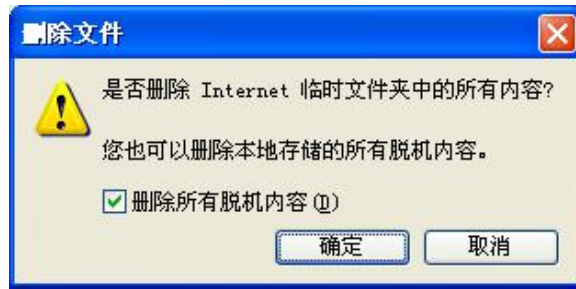 删除文件
是否删除 Internet 临时文件夹中的所有内容?
您也可以删除本地存储的所有脱机内容。
删除所有脱机内容(D)
确定
取消